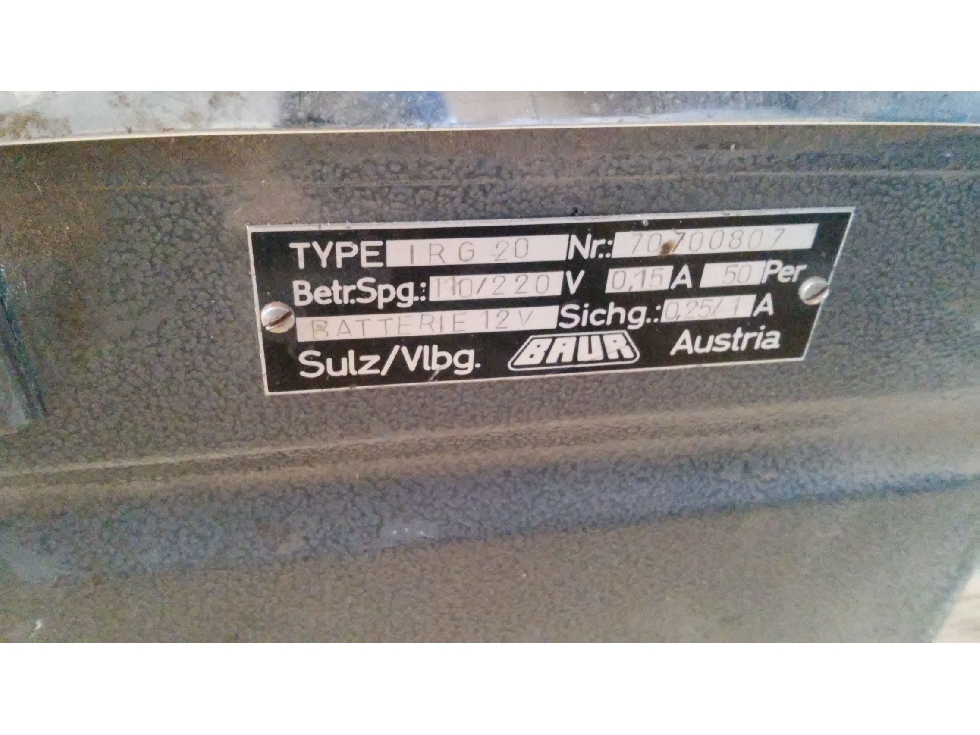 TYPE IRG 20 Nr.: 70700807
Betr.Spg.: 110/220 V 0,15 A 50 Per
BATTERIE 12V Sichg.: 0,25/1 A
Sulz/Vlbg. BAUR Austria